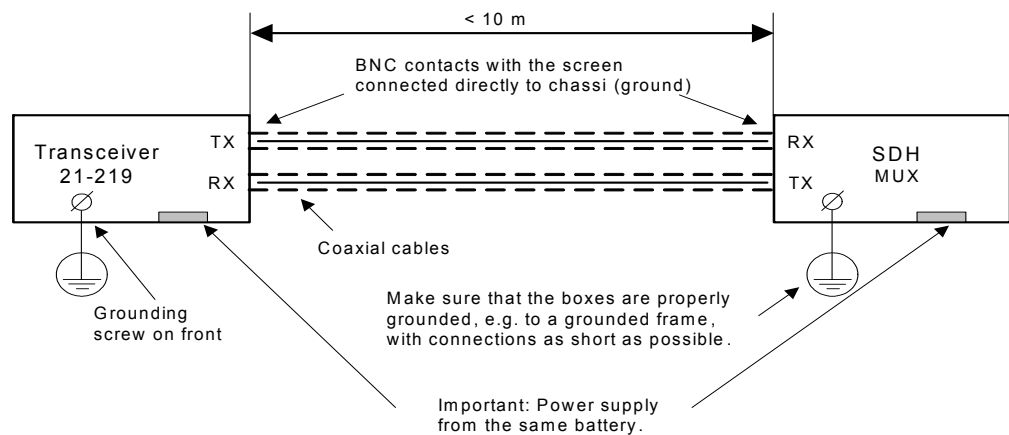 < 10 m
BNC contacts with the screen
connected directly to chassi (ground)
TX
RX
Transceiver
21-219
RX
TX
SDH
MUX
Coaxial cables
Grounding
screw on front
Make sure that the boxes are properly
grounded, e.g. to a grounded frame,
with connections as short as possible.
Important: Power supply
from the same battery.